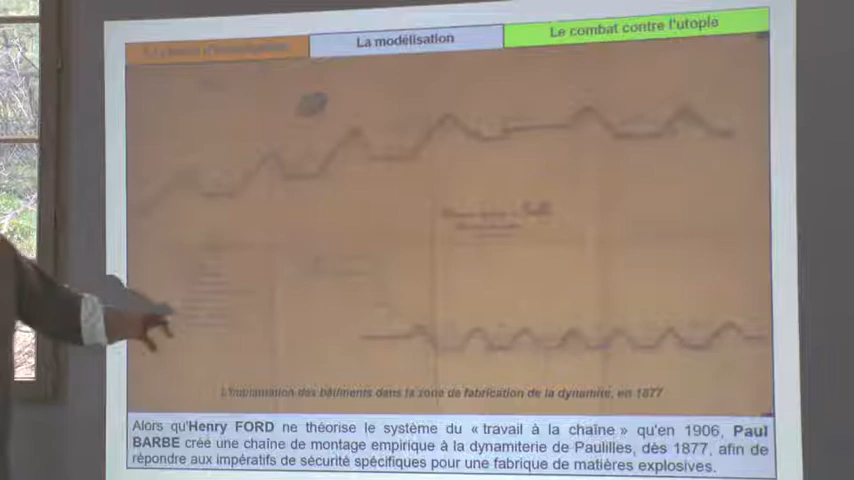 La modélisation
Le combat contre l'utopie
L'implantation des bâtiments dans la zone de fabrication de la dynamite, en 1877
Alors qu'Henry FORD ne théorise le système du « travail à la chaîne » qu'en 1906, Paul
BARBE crée une chaîne de montage empirique à la dynamiterie de Paulilles, dès 1877, afin de
répondre aux impératifs de sécurité spécifiques pour une fabrique de matières explosives.